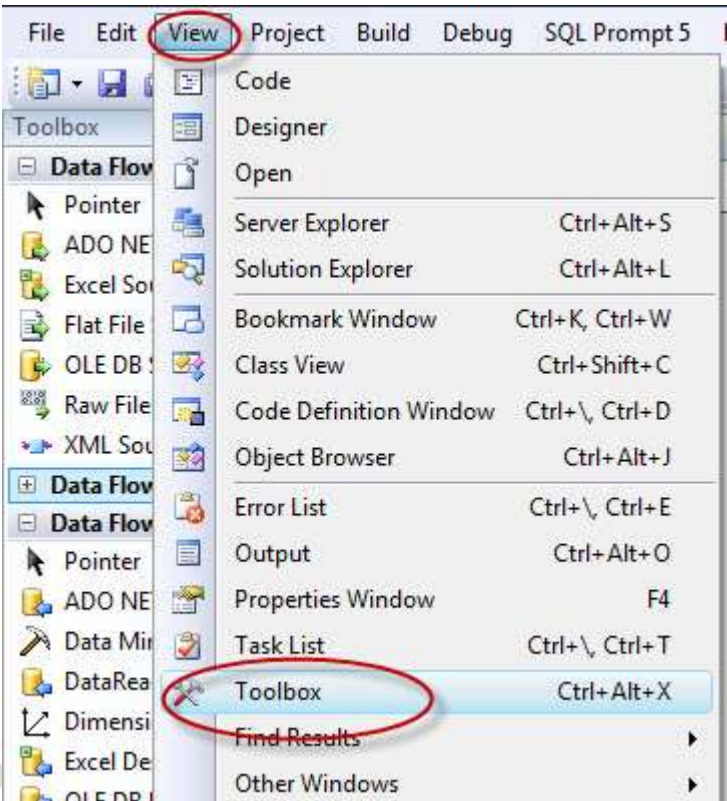 File Edit View Project Build Debug SQL Prompt 5
Toolbox
Data Flow
Pointer
ADO NE
Excel Sou
Flat File
OLE DB
Raw File
XML Sou
Data Flow
Data Flow
Pointer
ADO NE
Data Min
DataRea
Dimensi
Excel De
OLE DB
Code
Designer
Open
Server Explorer Ctrl+Alt+S
Solution Explorer Ctrl+Alt+L
Bookmark Window Ctrl+K, Ctrl+W
Class View Ctrl+Shift+C
Code Definition Window Ctrl+\, Ctrl+D
Object Browser Ctrl+Alt+J
Error List Ctrl+\, Ctrl+E
Output Ctrl+Alt+O
Properties Window F4
Task List Ctrl+\, Ctrl+T
Toolbox Ctrl+Alt+X
Find Results
Other Windows